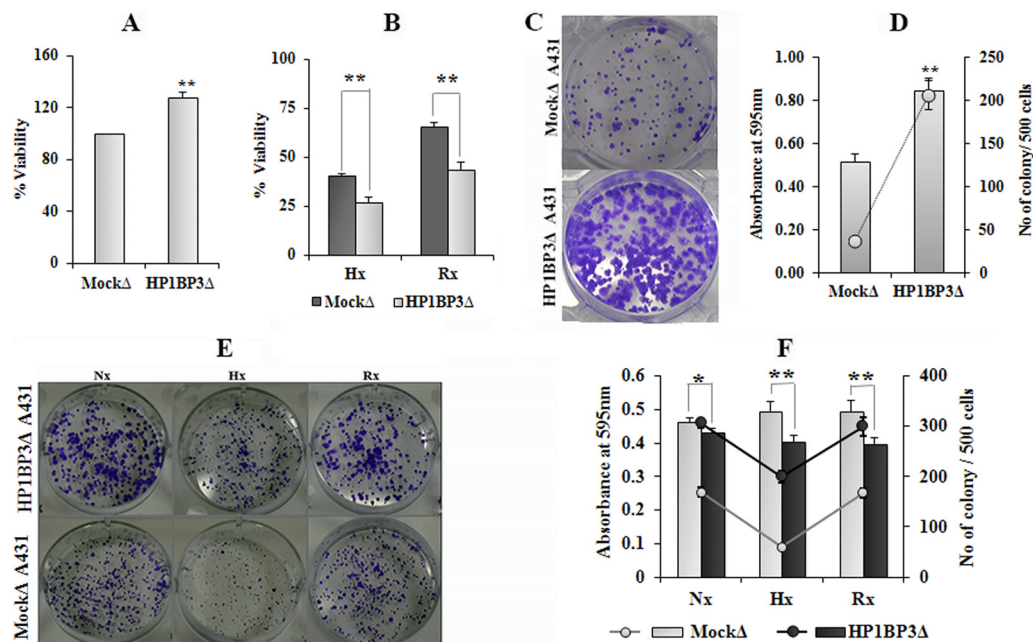 A
% Viability
160
120
80
40
0
**
MockΔ HP1BP3Δ
B
% Viability
100
75
50
25
0
** **
Hx Rx
MockΔ HP1BP3Δ
C
MockΔ A431
HP1BP3Δ A431
D
Absorbance at 595nm
1.00
0.80
0.60
0.40
0.20
0.00
**
250
200
150
100
50
0
No of colony/ 500 cells
MockΔ HP1BP3Δ
E
Nx Hx Rx
HP1BP3Δ A431
MockΔ A431
F
Absorbance at 595nm
0.6
0.5
0.4
0.3
0.2
0.1
0
* ** **
400
300
200
100
0
No of colony / 500 cells
Nx Hx Rx
MockΔ HP1BP3Δ